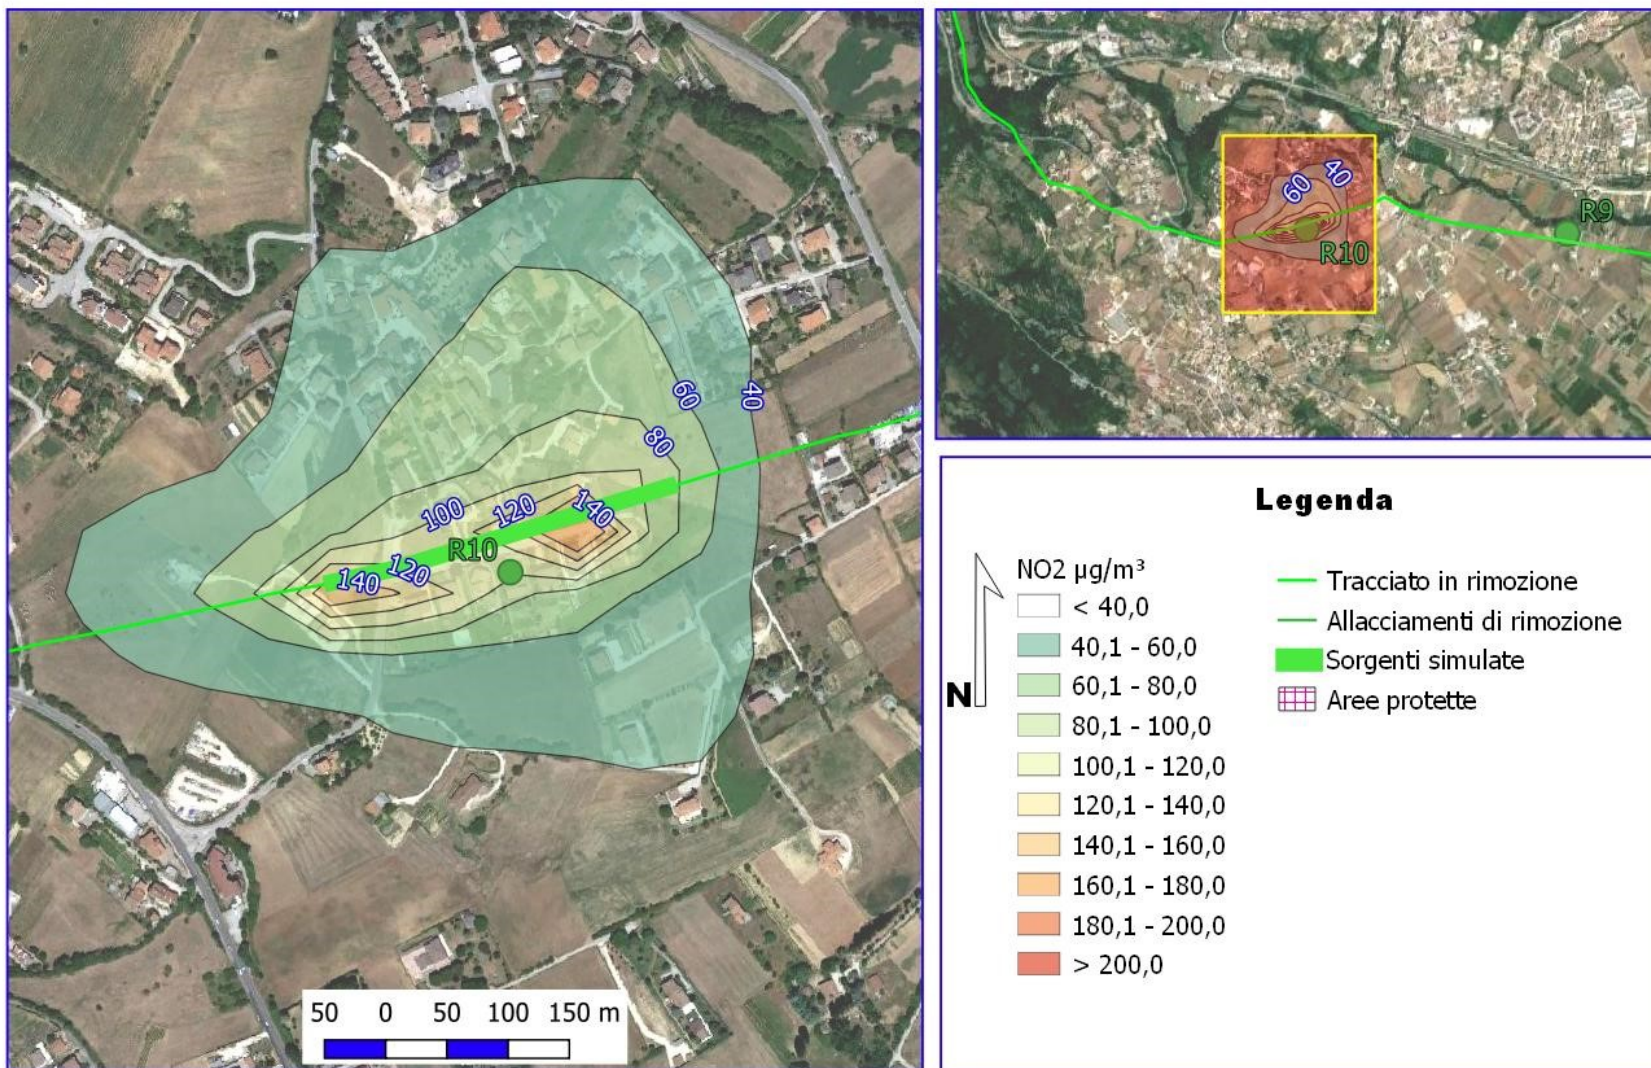 60
40
80
100
120
140
R10
120
140
50 0 50 100 150 m
60
40
R9
R10
Legenda
N
NO2 µg/m³
< 40,0
40,1 - 60,0
60,1 - 80,0
80,1 - 100,0
100,1 - 120,0
120,1 - 140,0
140,1 - 160,0
160,1 - 180,0
180,1 - 200,0
> 200,0
Tracciato in rimozione
Allacciamenti di rimozione
Sorgenti simulate
Aree protette